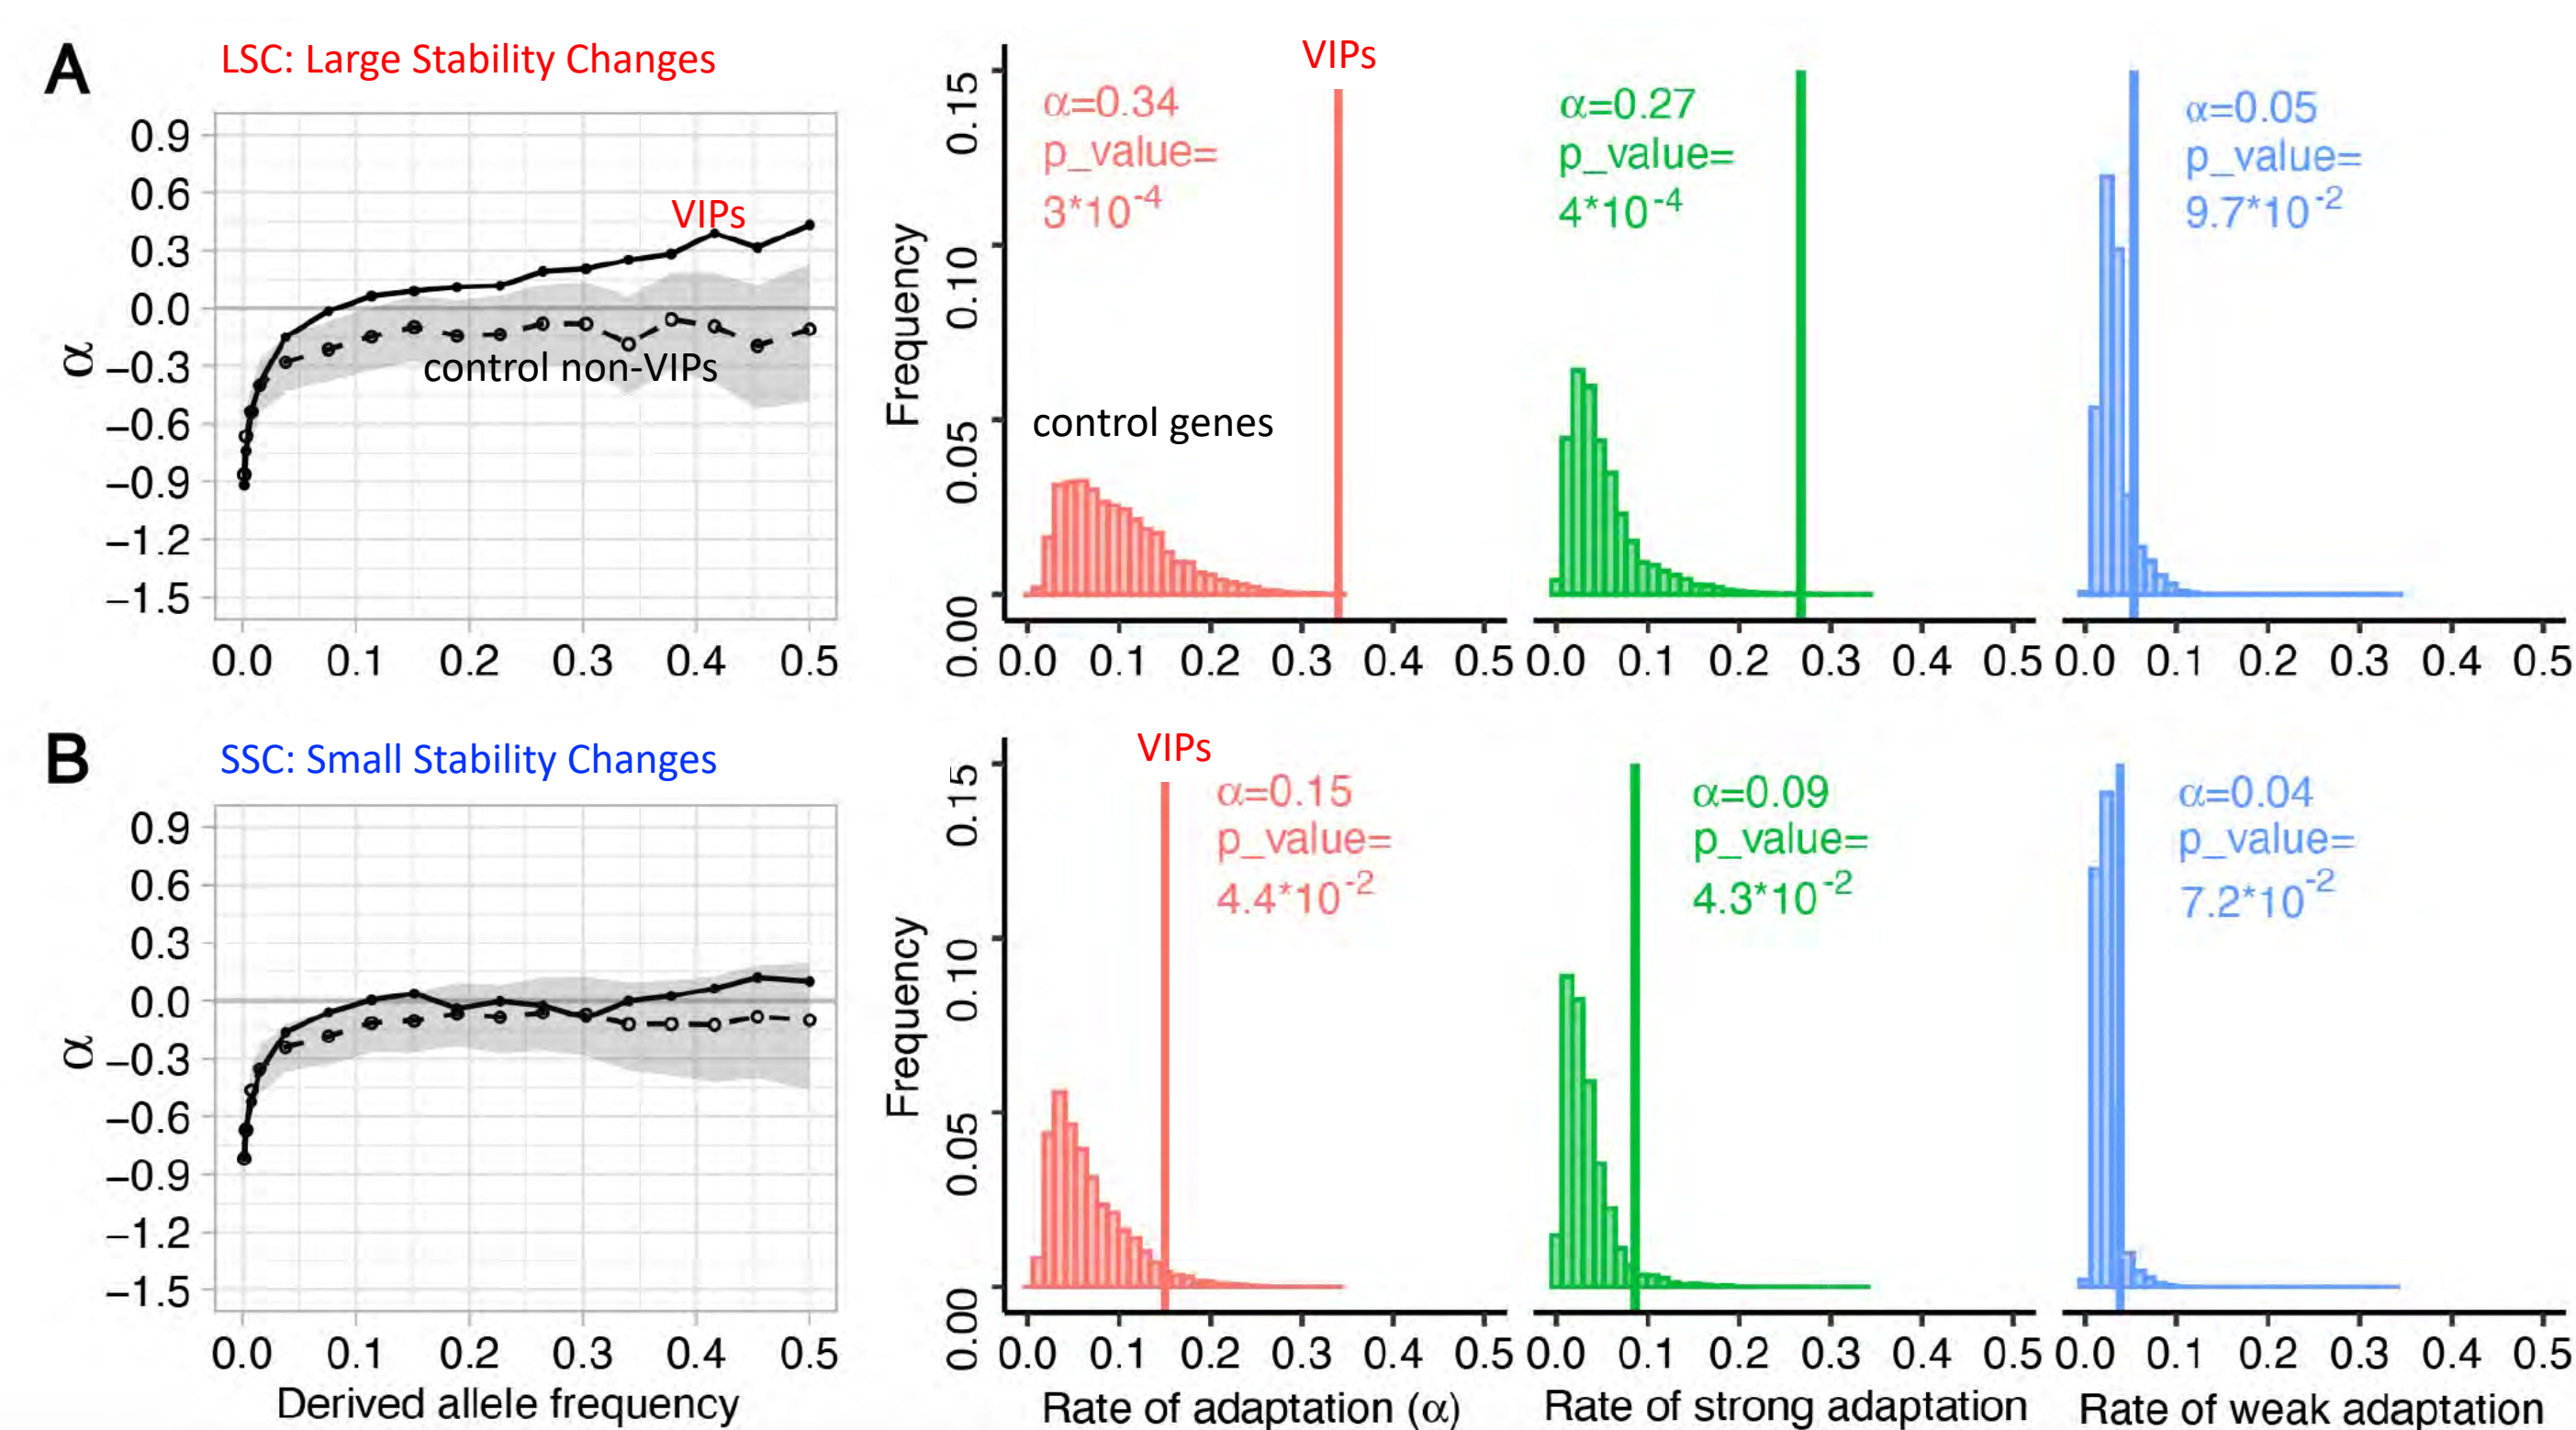 A
LSC: Large Stability Changes
α
0.9
0.6
0.3
0.0
−0.3
−0.6
−0.9
−1.2
−1.5
VIPs
control non-VIPs
0.0 0.1 0.2 0.3 0.4 0.5
Frequency
0.15
0.10
0.05
0.00
VIPs
α=0.34
p_value=
3*10-4
control genes
0.0 0.1 0.2 0.3 0.4 0.5
α=0.27
p_value=
4*10-4
0.0 0.1 0.2 0.3 0.4 0.5
α=0.05
p_value=
9.7*10-2
0.0 0.1 0.2 0.3 0.4 0.5
B
SSC: Small Stability Changes
α
0.9
0.6
0.3
0.0
−0.3
−0.6
−0.9
−1.2
−1.5
0.0 0.1 0.2 0.3 0.4 0.5
Derived allele frequency
Frequency
0.15
0.10
0.05
0.00
VIPs
α=0.15
p_value=
4.4*10-2
0.0 0.1 0.2 0.3 0.4 0.5
Rate of adaptation (α)
α=0.09
p_value=
4.3*10-2
0.0 0.1 0.2 0.3 0.4 0.5
Rate of strong adaptation
α=0.04
p_value=
7.2*10-2
0.0 0.1 0.2 0.3 0.4 0.5
Rate of weak adaptation